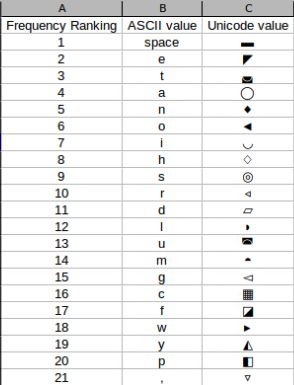 A B C
Frequency Ranking ASCII value Unicode value
1 space ▬
2 e ◤
3 t ◛
4 a ◯
5 n ⬧
6 o ◄
7 i ◡
8 h ◇
9 s ◎
10 r ◃
11 d ▱
12 l ◗
13 u ◚
14 m ◓
15 g ◅
16 c ▦
17 f ◪
18 w ▸
19 y ◭
20 p ◧
21 , ▿